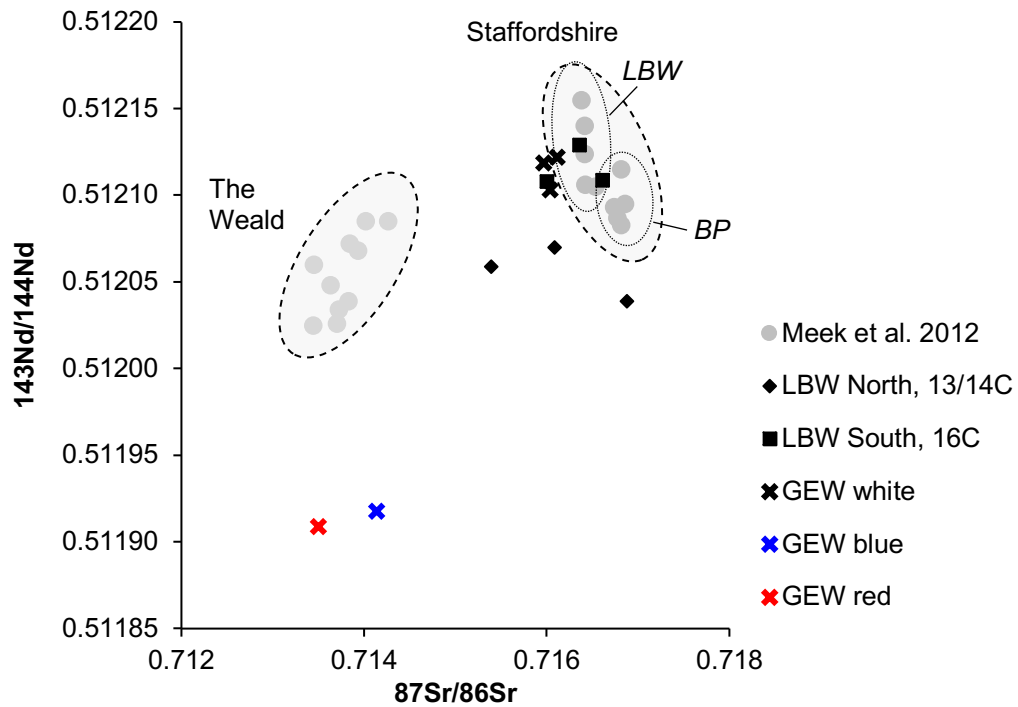 Staffordshire
LBW
The
Weald
BP
143Nd/144Nd
0.51220
0.51215
0.51210
0.51205
0.51200
0.51195
0.51190
0.51185
0.712
0.714
0.716
0.718
87Sr/86Sr
Meek et al. 2012
LBW North, 13/14C
LBW South, 16C
GEW white
GEW blue
GEW red